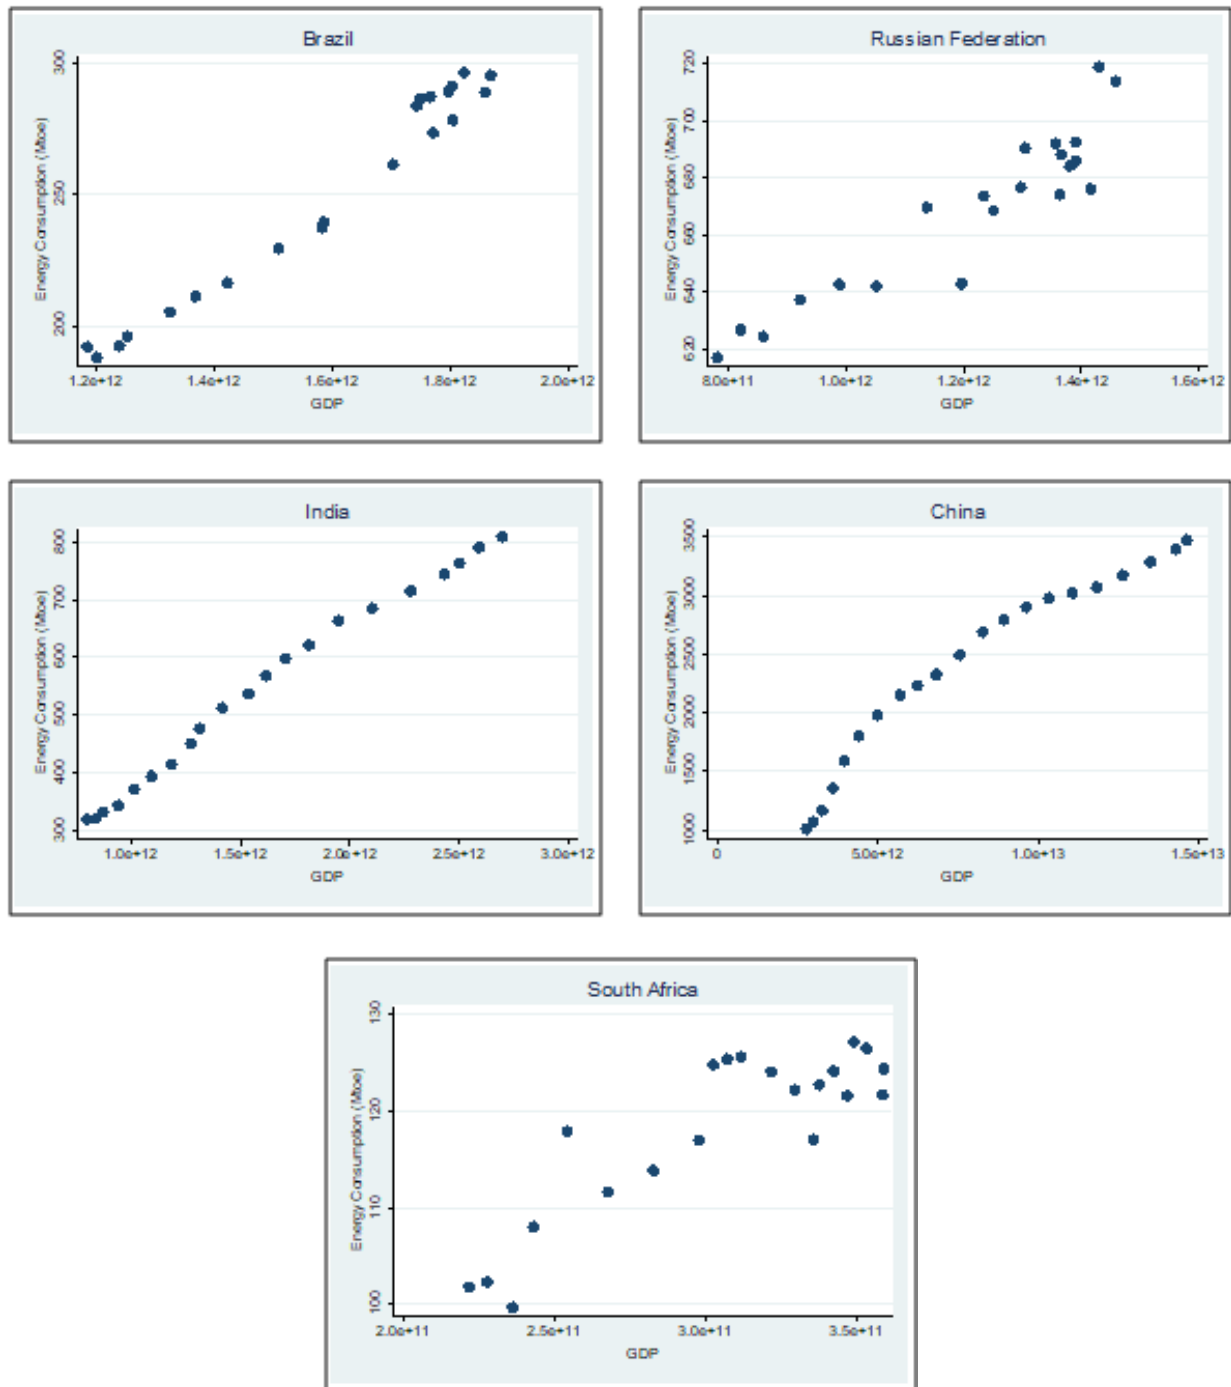 Brazil
Energy Consumption (Mtoe)
300
250
200
1.2e+12 1.4e+12 1.6e+12 1.8e+12 2.0e+12
GDP
Russian Federation
Energy Consumption (Mtoe)
720
700
680
660
640
620
8.0e+11 1.0e+12 1.2e+12 1.4e+12 1.6e+12
GDP
India
Energy Consumption (Mtoe)
800
700
600
500
400
300
1.0e+12 1.5e+12 2.0e+12 2.5e+12 3.0e+12
GDP
China
Energy Consumption (Mtoe)
3500
3000
2500
2000
1500
1000
0 5.0e+12 1.0e+13 1.5e+13
GDP
South Africa
Energy Consumption (Mtoe)
130
120
110
100
2.0e+11 2.5e+11 3.0e+11 3.5e+11
GDP